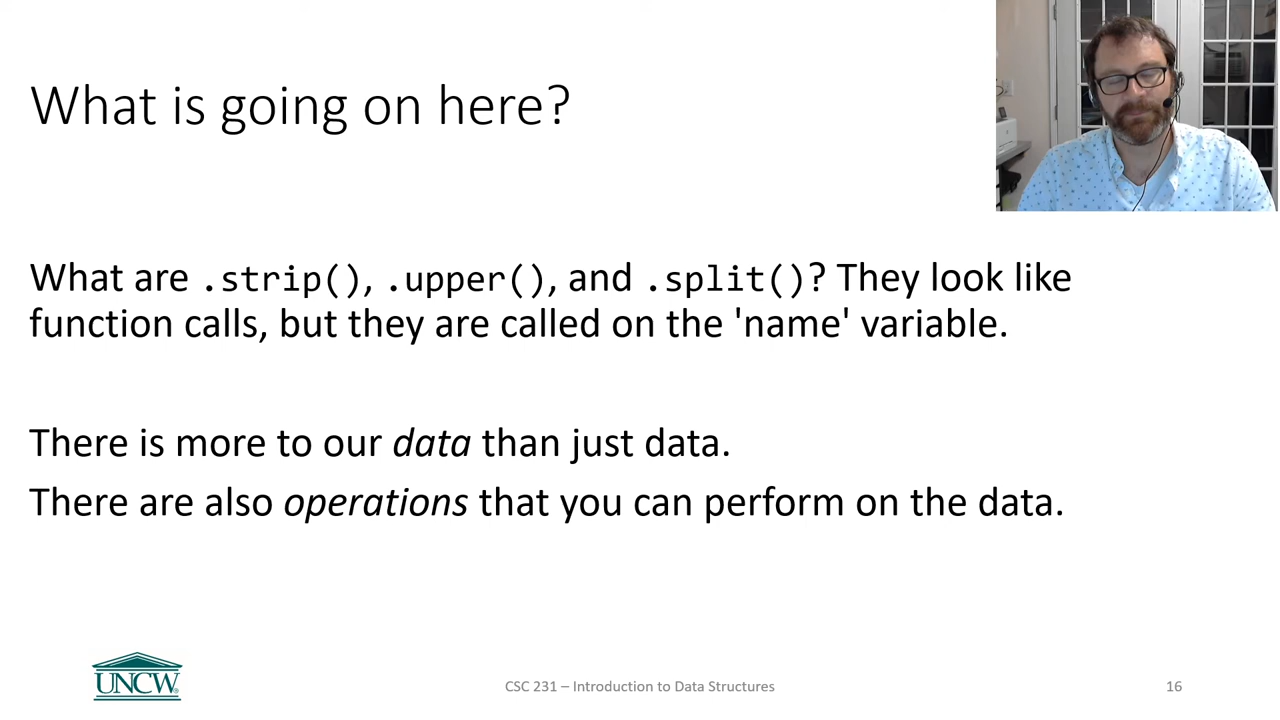 What is going on here?
What are .strip(), .upper(), and .split()? They look like
function calls, but they are called on the 'name' variable.
There is more to our data than just data.
There are also operations that you can perform on the data.
UNCW
CSC 231 – Introduction to Data Structures
16